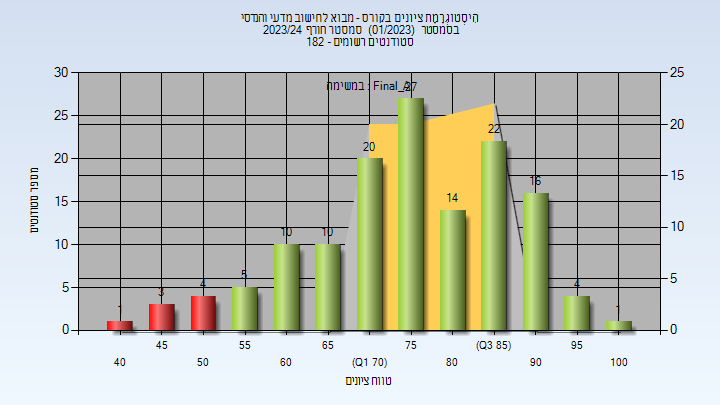 היסטוגרמת ציונים בקורס - מבוא לחישוב מדעי והנדסי
בסמסטר (01/2023) סמסטר חורף 2023/24
סטודנטים רשומים - 182
במשימה : Final_A
30 25 20 15 10 5 0
25 20 15 10 5 0
מספר סטודנטים
1 3 4 5 10 10 20 27 14 22 16 4 1
45 55 65 75 (Q3 85) 95
40 50 60 (Q1 70) 80 90 100
טווח ציונים